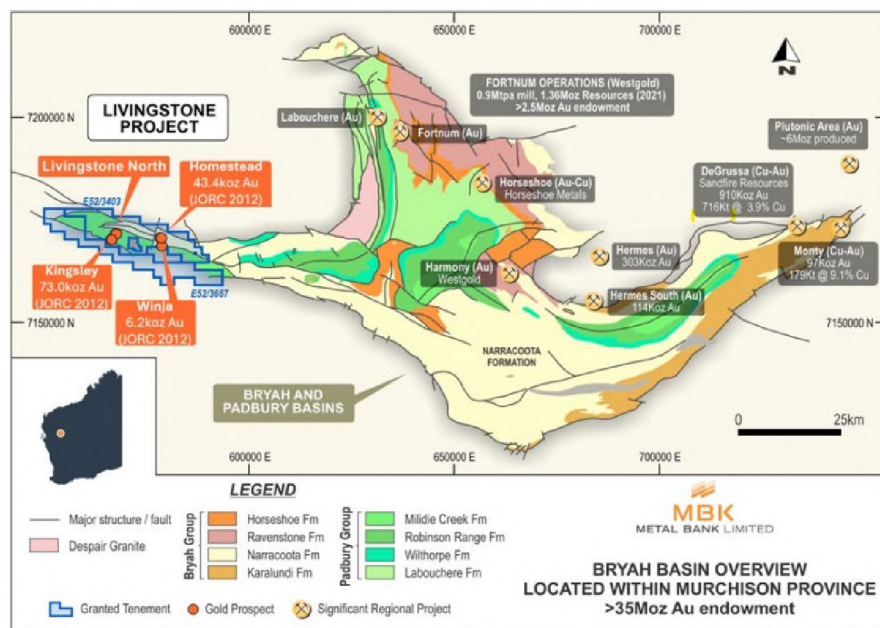 600000 E
650000 E
700000 E
N
7200000 N
LIVINGSTONE
PROJECT
Labouchere (Au)
Fortnum (Au)
FORTNUM OPERATIONS (Westgold)
0.9Mtpa mill, 1.36Moz Resources (2021)
>2.5Moz Au endowment
Plutonic Area (Au)
~6Moz produced
Livingstone North
Homestead
43.4koz Au
(JORC 2012)
E52/3403
Horseshoe (Au-Cu)
Horseshoe Metals
DeGrussa (Cu-Au)
Sandfire Resources
910Koz Au
716Kt @ 3.9% Cu
Kingsley
73.0koz Au
(JORC 2012)
Winja
6.2koz Au
(JORC 2012)
E52/3667
Harmony (Au)
Westgold
Hermes (Au)
303Koz Au
Hermes South (Au)
114Koz Au
Monty (Cu-Au)
97Koz Au
179Kt @ 9.1% Cu
7150000 N
7150000 N
NARRACOOTA
FORMATION
BRYAH AND
PADBURY BASINS
0
25km
600000 E
650000 E
700000 E
LEGEND
Major structure / fault
Despair Granite
Bryah Group
Horseshoe Fm
Ravenstone Fm
Narracoota Fm
Karalundi Fm
Padbury Group
Milidie Creek Fm
Robinson Range Fm
Wilthorpe Fm
Labouchere Fm
Granted Tenement
Gold Prospect
Significant Regional Project
MBK
METAL BANK LIMITED
BRYAH BASIN OVERVIEW
LOCATED WITHIN MURCHISON PROVINCE
>35Moz Au endowment